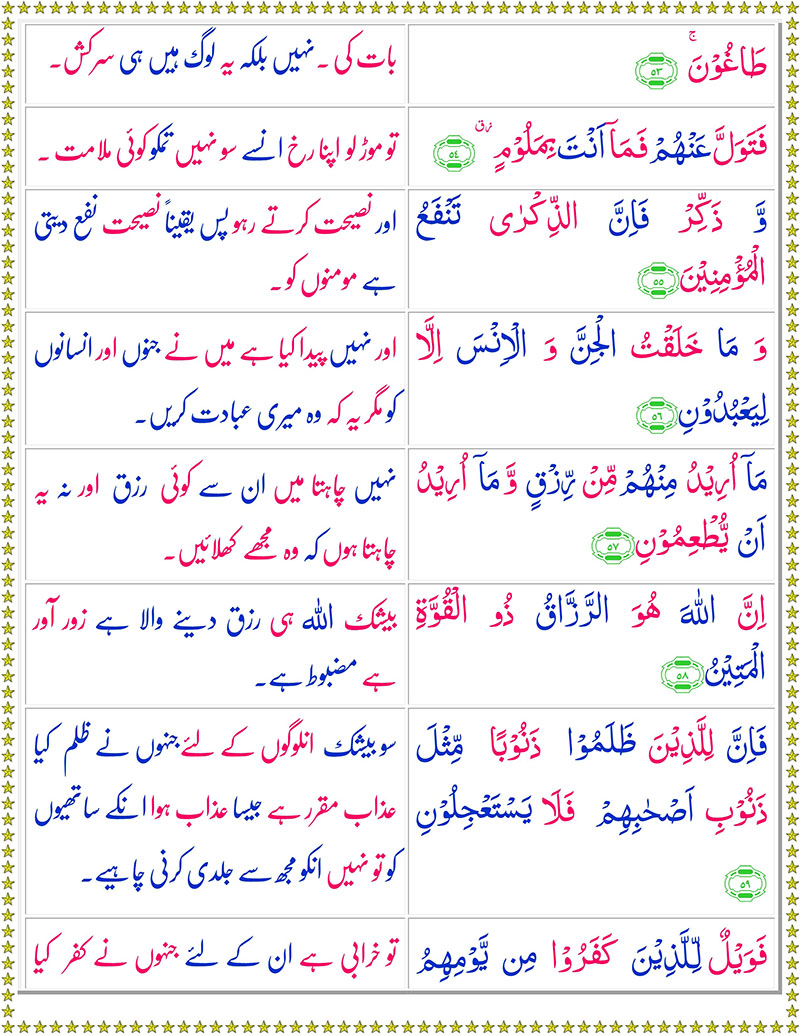 طَاغُوْنَ ۚ ﴿٥٣﴾
بات کی ۔ نہیں بلکہ یہ لوگ ہیں ہی سرکش۔
فَتَوَلَّ عَنْهُمْ فَمَاۤ اَنْتَ بِمَلُوْمٍ ﴿٥٤﴾
تو موڑ لو اپنا رخ انسے سو نہیں تمکو کوئی ملامت ۔
وَّ ذَكِّرْ فَاِنَّ الذِّكْرٰى تَنْفَعُ
الْمُؤْمِنِيْنَ ﴿٥٥﴾
اور نصیحت کرتے رہو پس یقیناً نصیحت نفع دیتی
ہے مومنوں کو ۔
وَ مَا خَلَقْتُ الْجِنَّ وَ الْاِنْسَ اِلَّا
لِيَعْبُدُوْنِ ﴿٥٦﴾
اور نہیں پیدا کیا ہے میں نے جنوں اور انسانوں
کو مگر یہ کہ وہ میری عبادت کریں۔
مَاۤ اُرِيْدُ مِنْهُمْ مِّنْ رِّزْقٍ وَّ مَاۤ اُرِيْدُ
اَنْ يُّطْعِمُوْنِ ﴿٥٧﴾
نہیں چاہتا میں ان سے کوئی رزق اور نہ یہ
چاہتا ہوں کہ وہ مجھے کھلائیں۔
اِنَّ اللّٰهَ هُوَ الرَّزَّاقُ ذُو الْقُوَّةِ
الْمَتِيْنُ ﴿٥٨﴾
بیشک اللہ ہی رزق دینے والا ہے زور آور
ہے مضبوط ہے۔
فَاِنَّ لِلَّذِيْنَ ظَلَمُوْا ذَنُوْبًا مِّثْلَ
ذَنُوْبِ اَصْحٰبِهِمْ فَلَا يَسْتَعْجِلُوْنِ
﴿٥٩﴾
سو بیشک انلوگوں کے لئے جنہوں نے ظلم کیا
عذاب مقرر ہے جیسا عذاب ہوا انکے ساتھیوں
کو تو نہیں انکو مجھ سے جلدی کرنی چاہیے۔
فَوَيْلٌ لِّلَّذِيْنَ كَفَرُوْا مِن يَّوْمِهِمُ
تو خرابی ہے ان کے لئے جنہوں نے کفر کیا